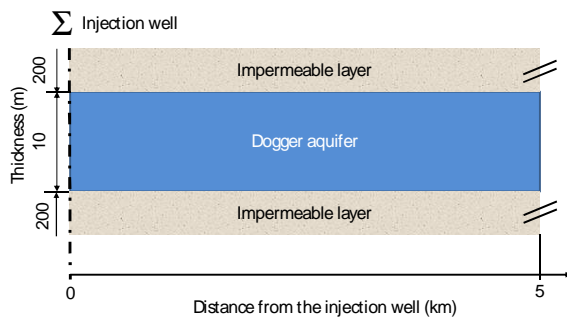 Σ Injection well
200
Impermeable layer
Thickness (m)
10
Dogger aquifer
200
Impermeable layer
0
5
Distance from the injection well (km)